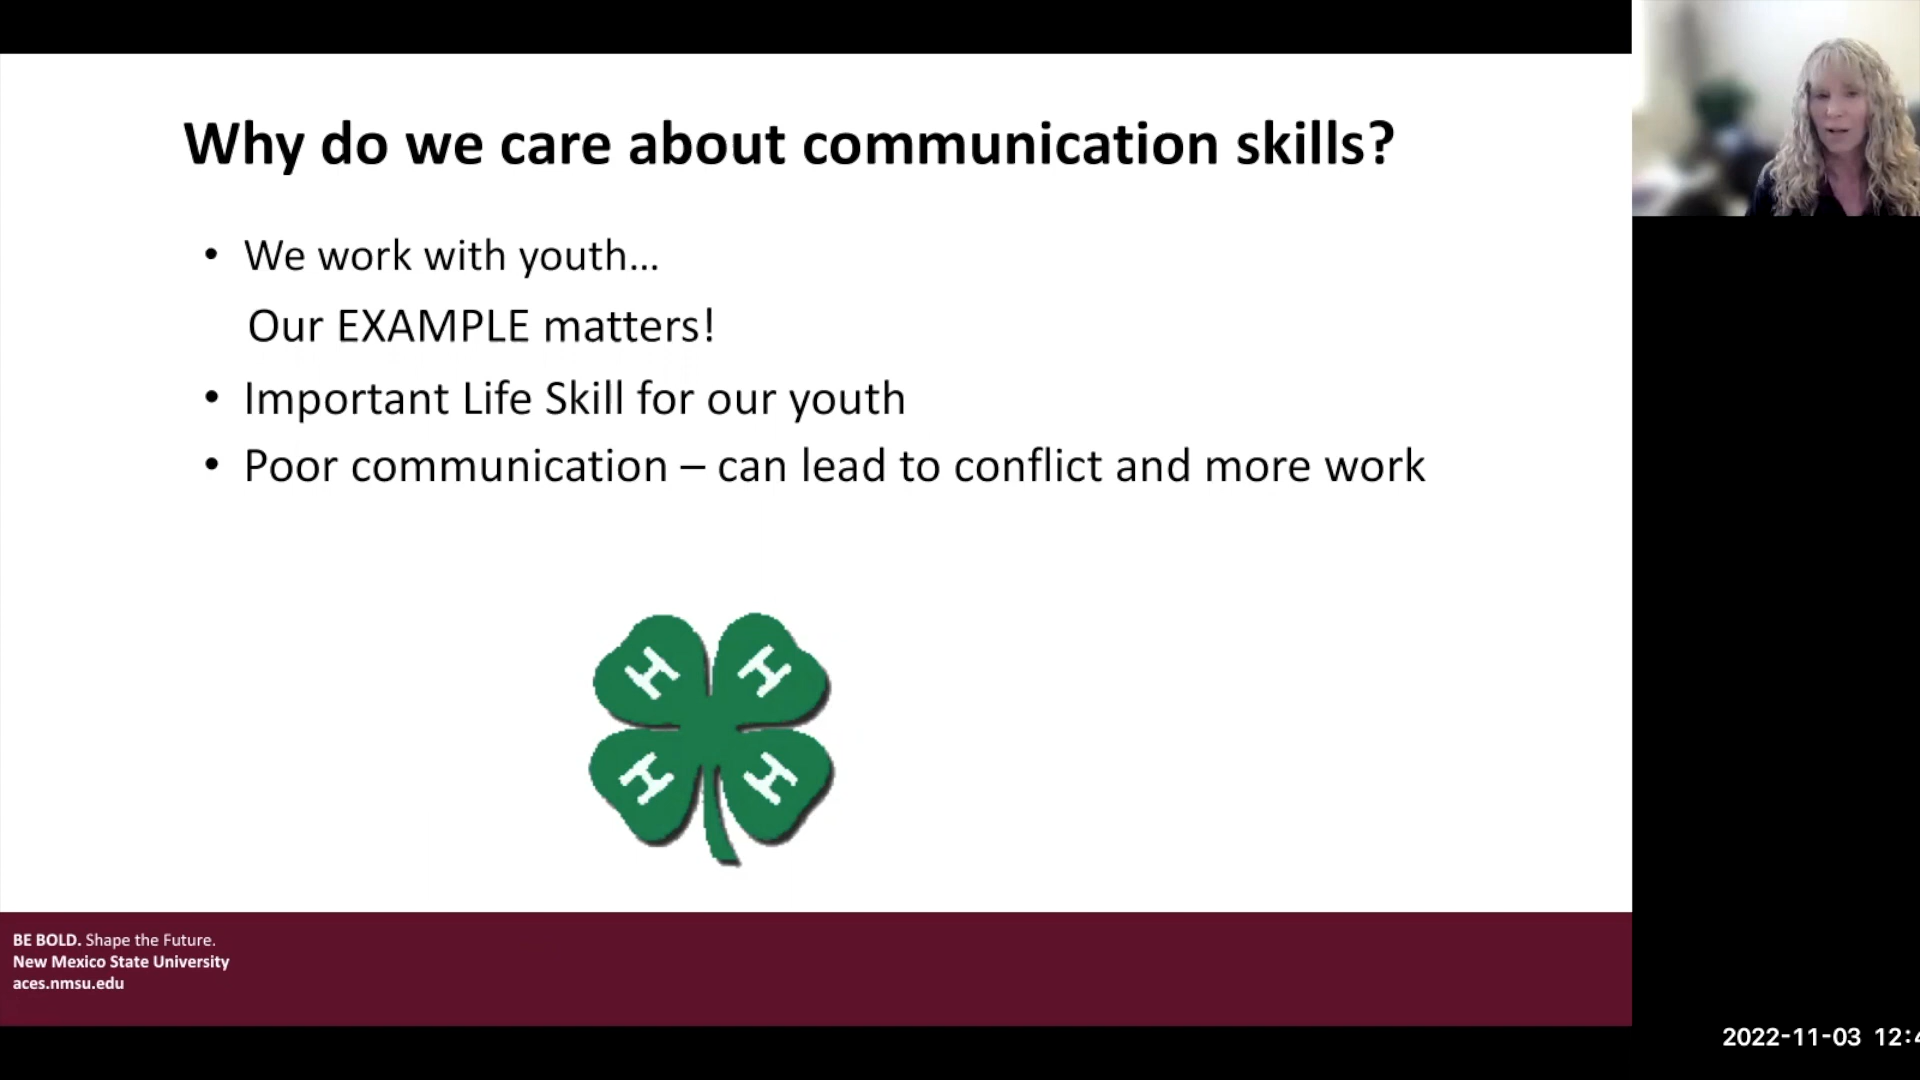 Why do we care about communication skills?
• We work with youth...
Our EXAMPLE matters!
• Important Life Skill for our youth
• Poor communication – can lead to conflict and more work
H H
H H
BE BOLD. Shape the Future.
New Mexico State University
aces.nmsu.edu
2022-11-03 12:4